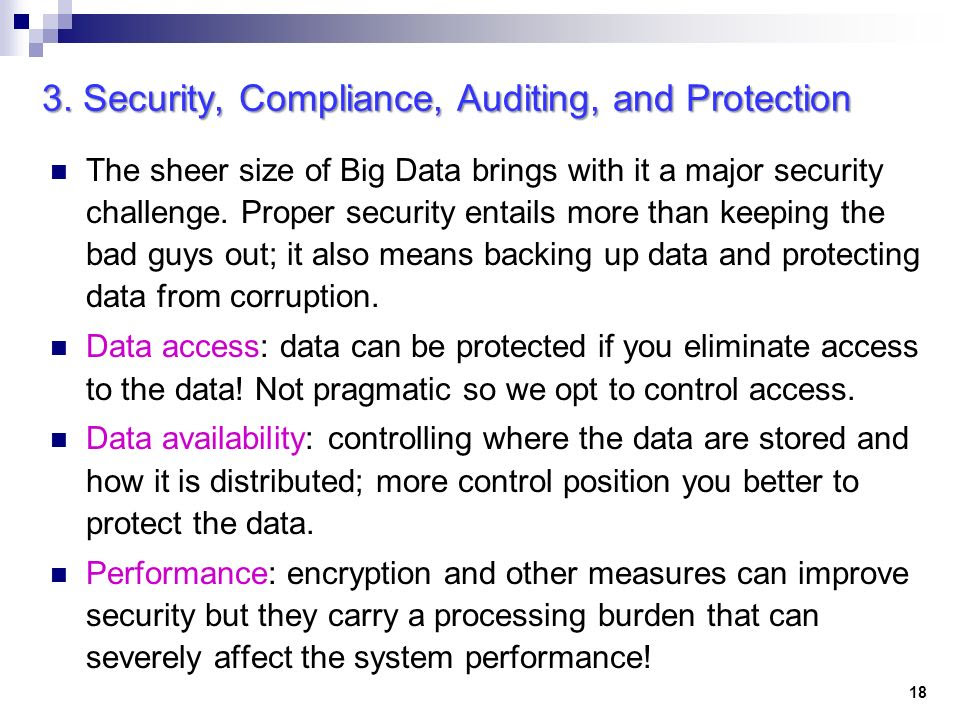 3. Security, Compliance, Auditing, and Protection
The sheer size of Big Data brings with it a major security
challenge. Proper security entails more than keeping the
bad guys out; it also means backing up data and protecting
data from corruption.
Data access: data can be protected if you eliminate access
to the data! Not pragmatic so we opt to control access.
Data availability: controlling where the data are stored and
how it is distributed; more control position you better to
protect the data.
Performance: encryption and other measures can improve
security but they carry a processing burden that can
severely affect the system performance!
18